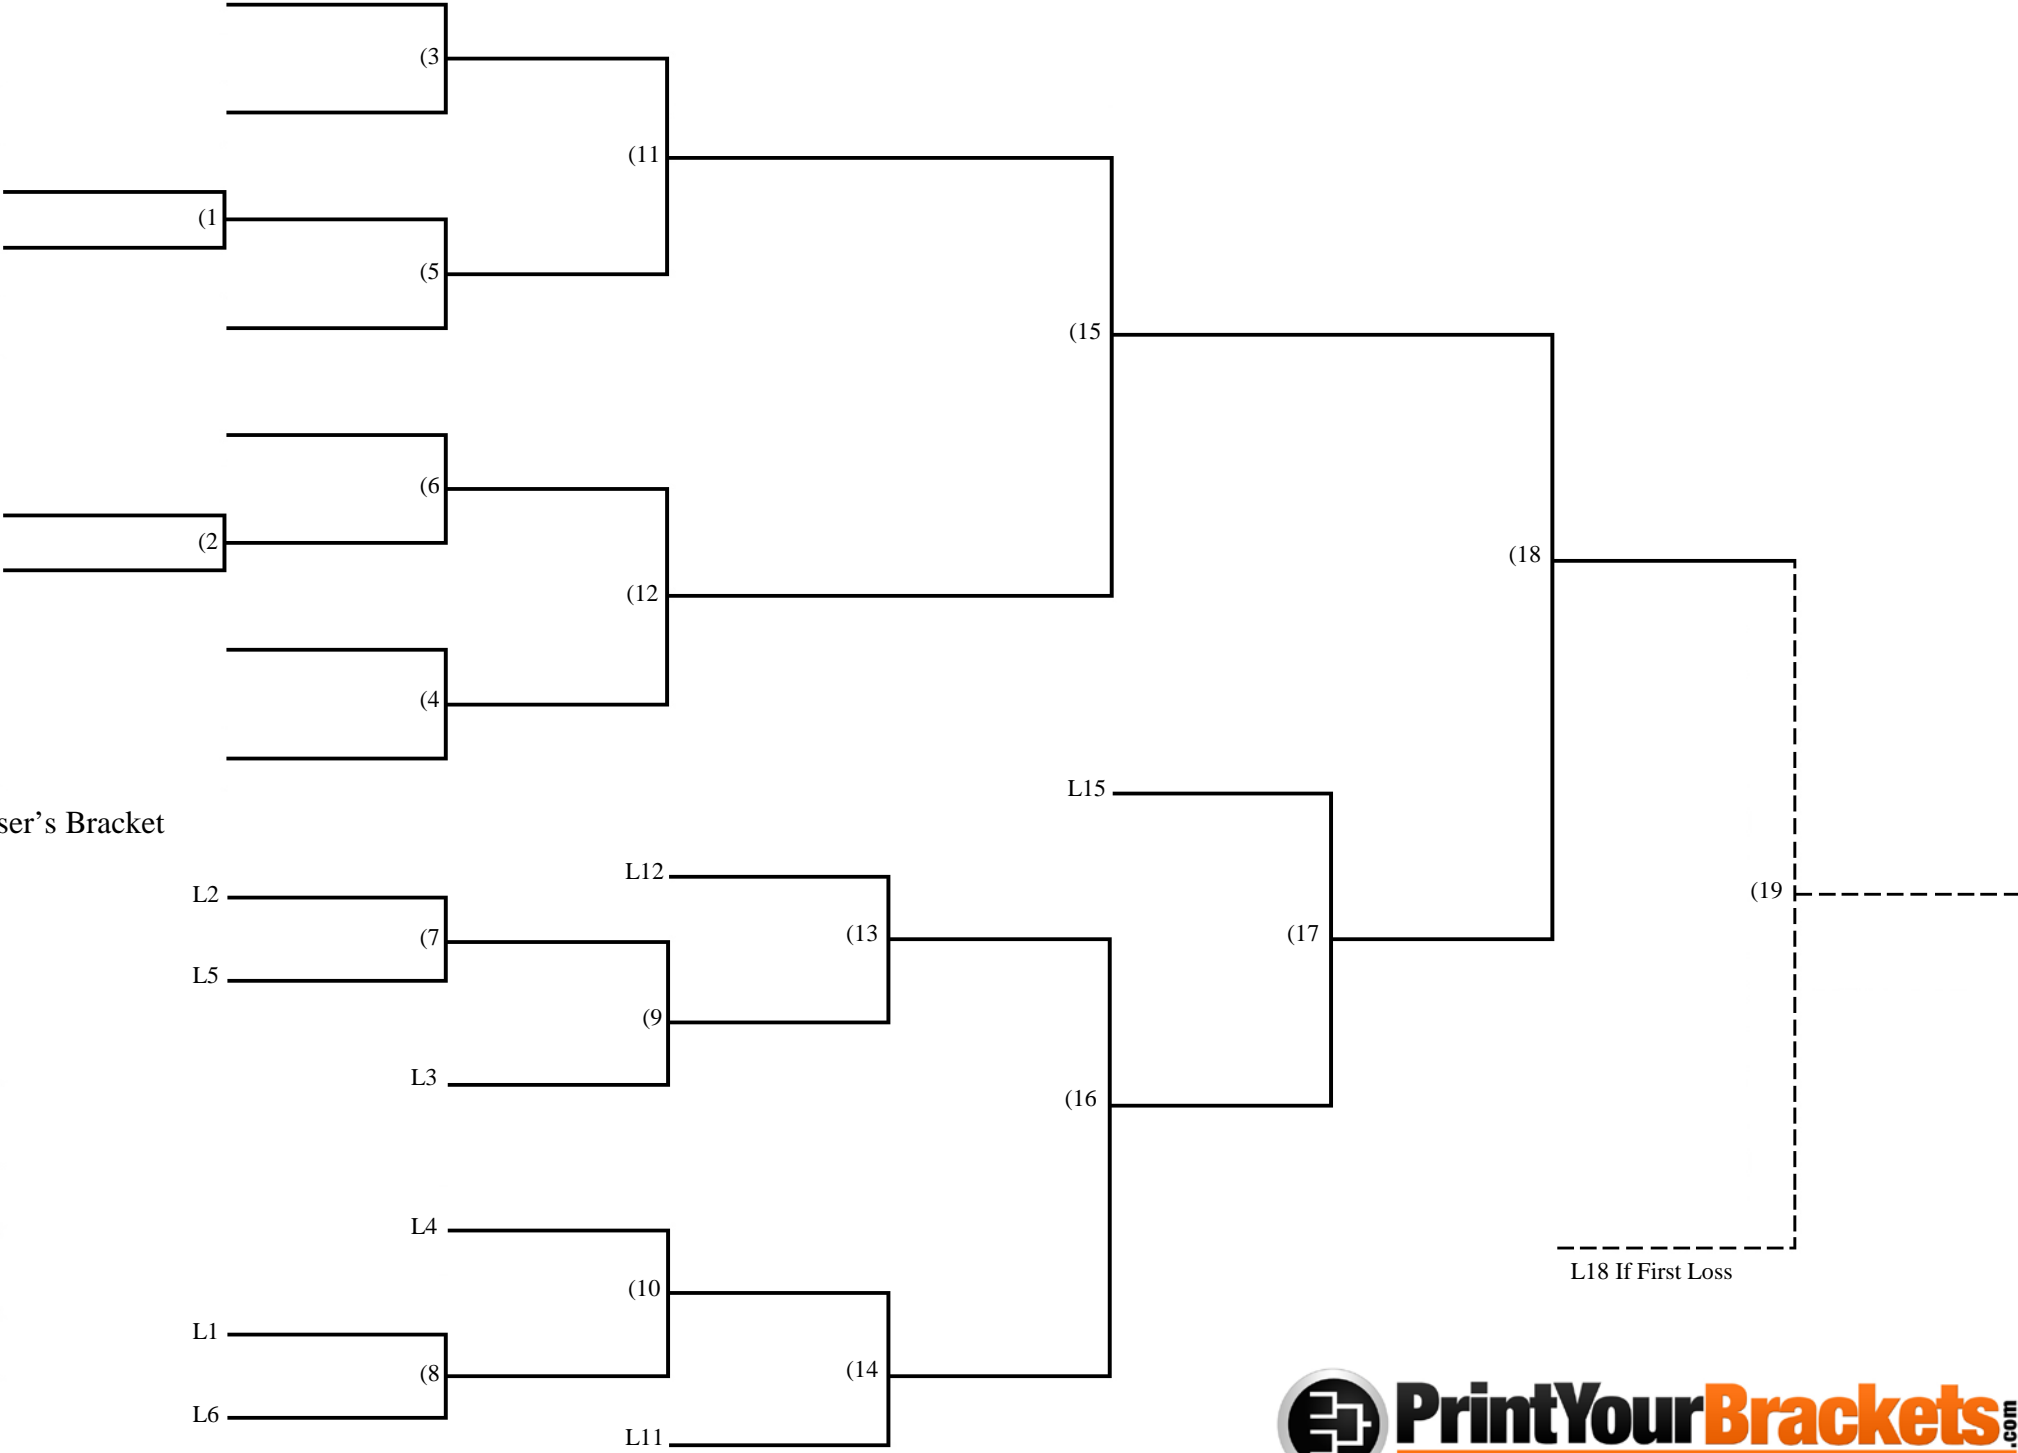 (3
(11
(1
(5
(15
(6
(2
(18
(12
(4
L15
ser's Bracket
L12
L2
(19
(13
(17
(7
L5
(9
L3
(16
L4
L18 If First Loss
(10
L1
(14
(8
L6
L11
PrintYourBrackets.com